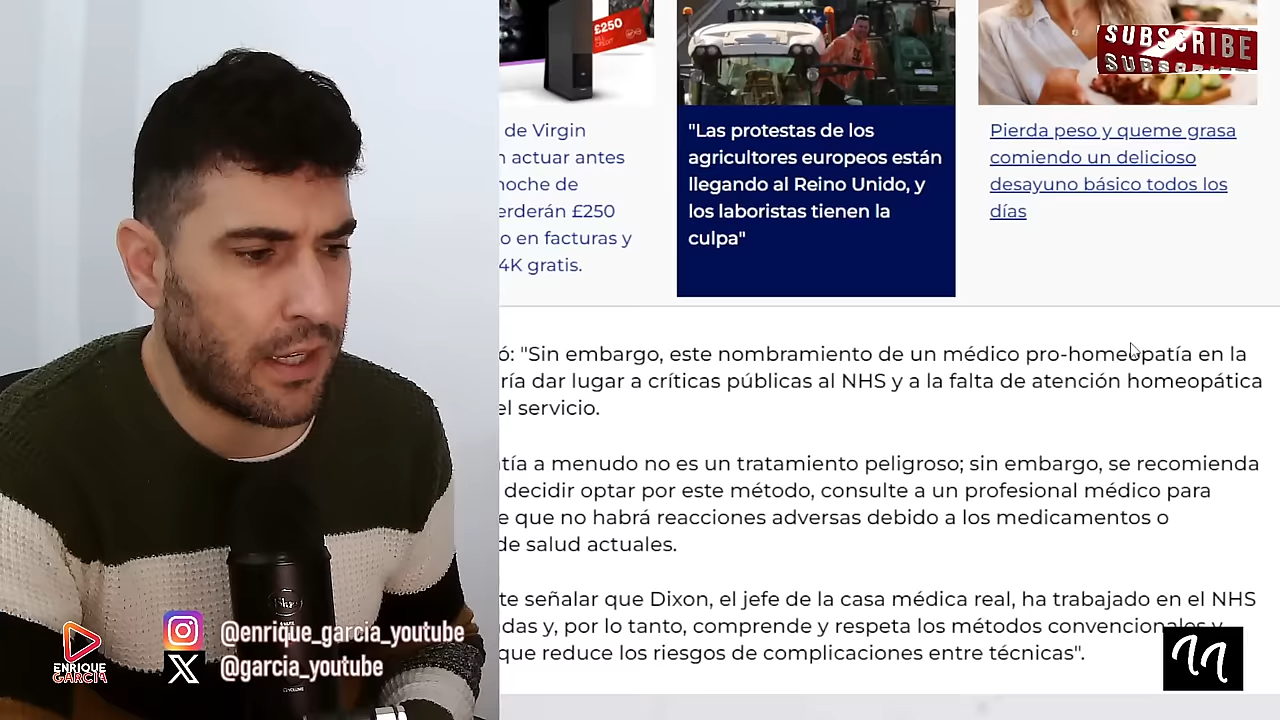 £250
SUBSCRIBE
SUBSCRIBE
de Virgin
actuar antes
noche de
erderán £250
o en facturas y
4K gratis.
"Las protestas de los
agricultores europeos están
llegando al Reino Unido, y
los laboristas tienen la
culpa"
Pierda peso y queme grasa
comiendo un delicioso
desayuno básico todos los
días
ó: "Sin embargo, este nombramiento de un médico pro-homeopatía en la
ría dar lugar a críticas públicas al NHS y a la falta de atención homeopática
el servicio.
tía a menudo no es un tratamiento peligroso; sin embargo, se recomienda
decidir optar por este método, consulte a un profesional médico para
e que no habrá reacciones adversas debido a los medicamentos o
de salud actuales.
te señalar que Dixon, el jefe de la casa médica real, ha trabajado en el NHS
das y, por lo tanto, comprende y respeta los métodos convencionales y
que reduce los riesgos de complicaciones entre técnicas".
@enrique_garcia_youtube
@garcia_youtube
ENRIQUE
GARCIA